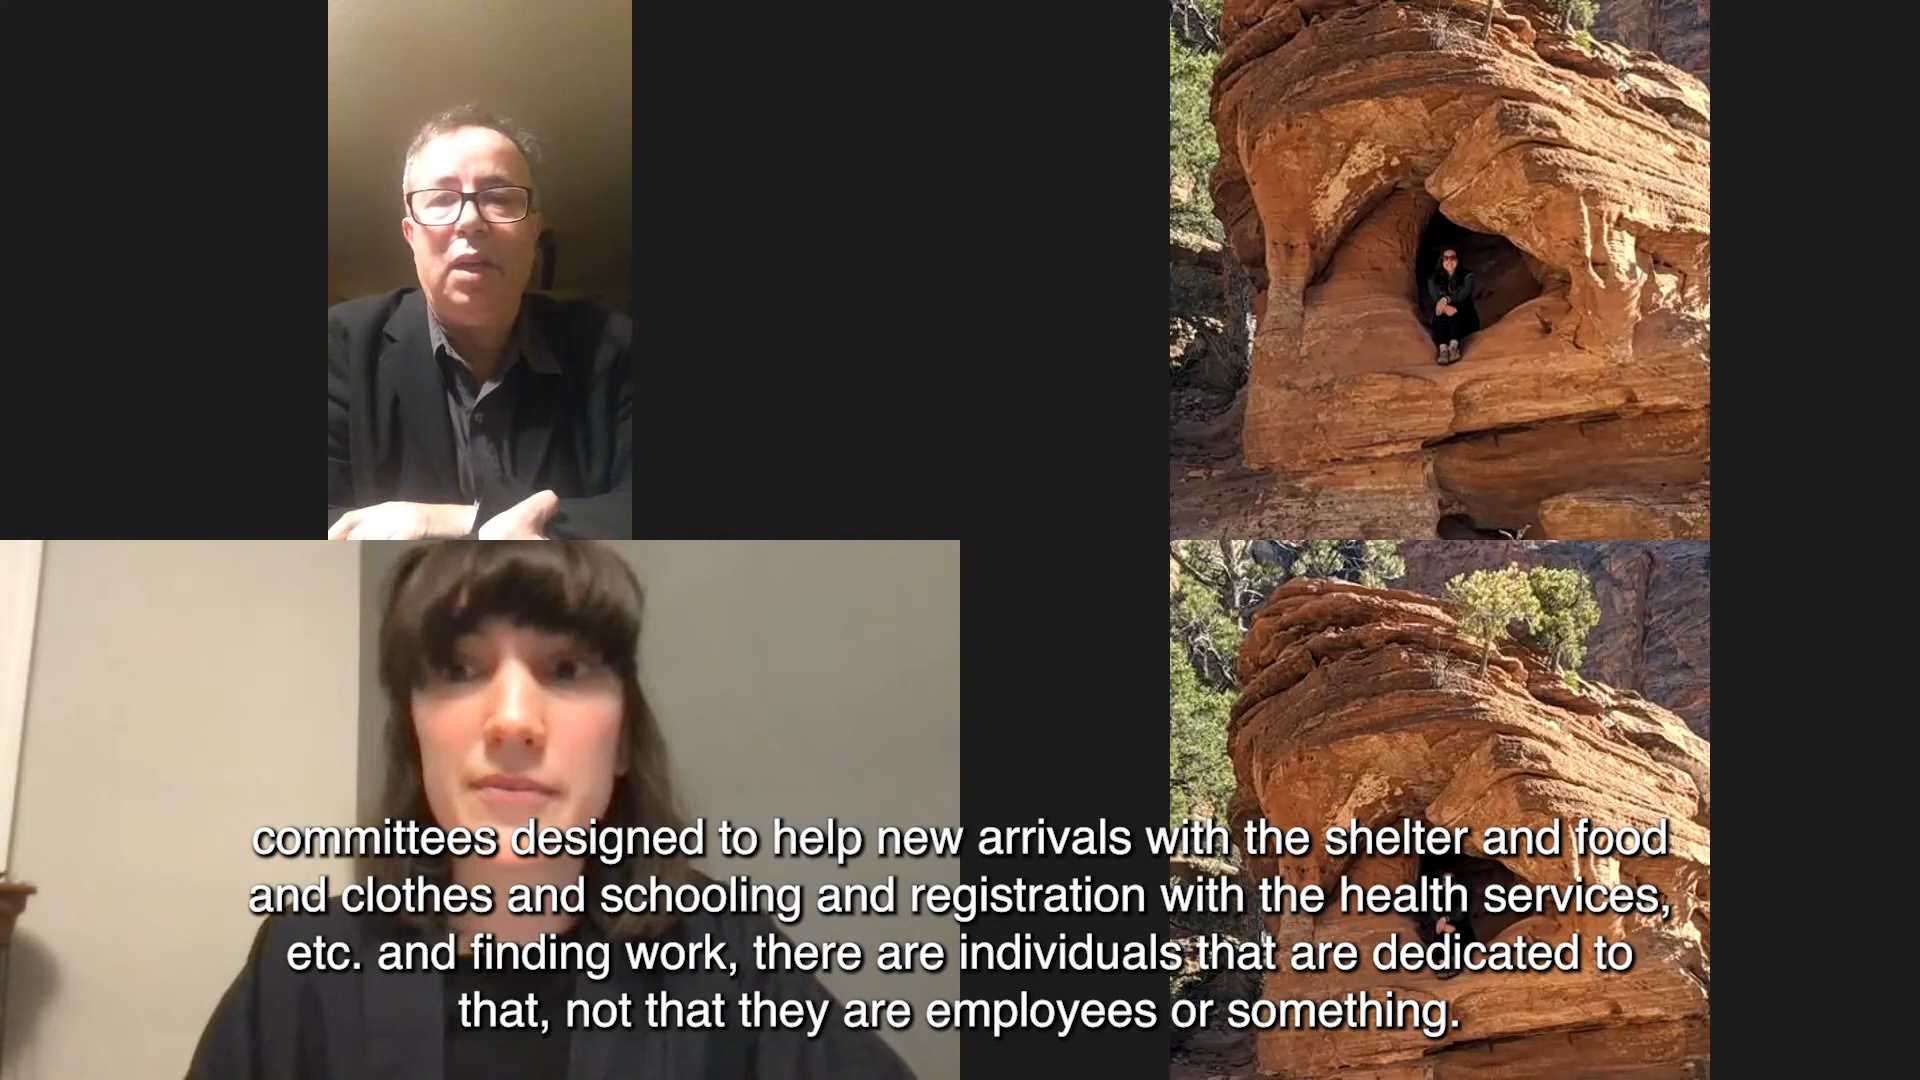 committees designed to help new arrivals with the shelter and food
and clothes and schooling and registration with the health services,
etc. and finding work, there are individuals that are dedicated to
that, not that they are employees or something.